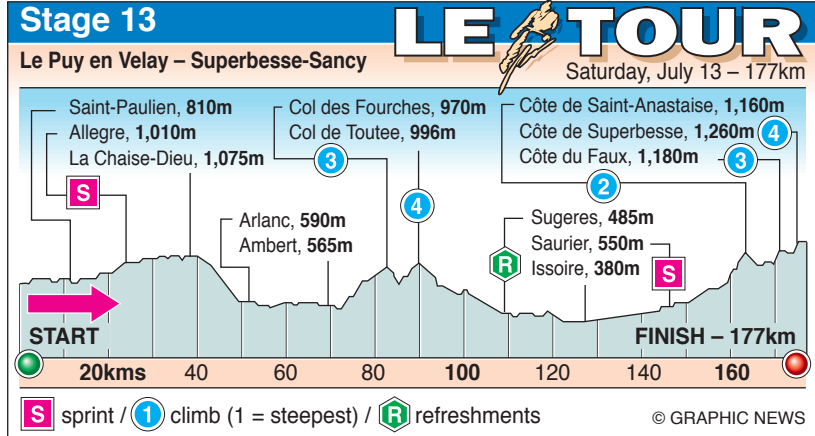 Stage 13
LE TOUR
Le Puy en Velay – Superbesse-Sancy
Saturday, July 13 – 177km
Saint-Paulien, 810m
Allegre, 1,010m
La Chaise-Dieu, 1,075m
S
Arlanc, 590m
Ambert, 565m
Col des Fourches, 970m
Col de Toutee, 996m
3
4
Côte de Saint-Anastaise, 1,160m
Côte de Superbesse, 1,260m 4
Côte du Faux, 1,180m 3
2
Sugeres, 485m
Saurier, 550m
Issoire, 380m
R
S
START
FINISH – 177km
20kms 40 60 80 100 120 140 160
S sprint / 1 climb (1 = steepest) / R refreshments
© GRAPHIC NEWS